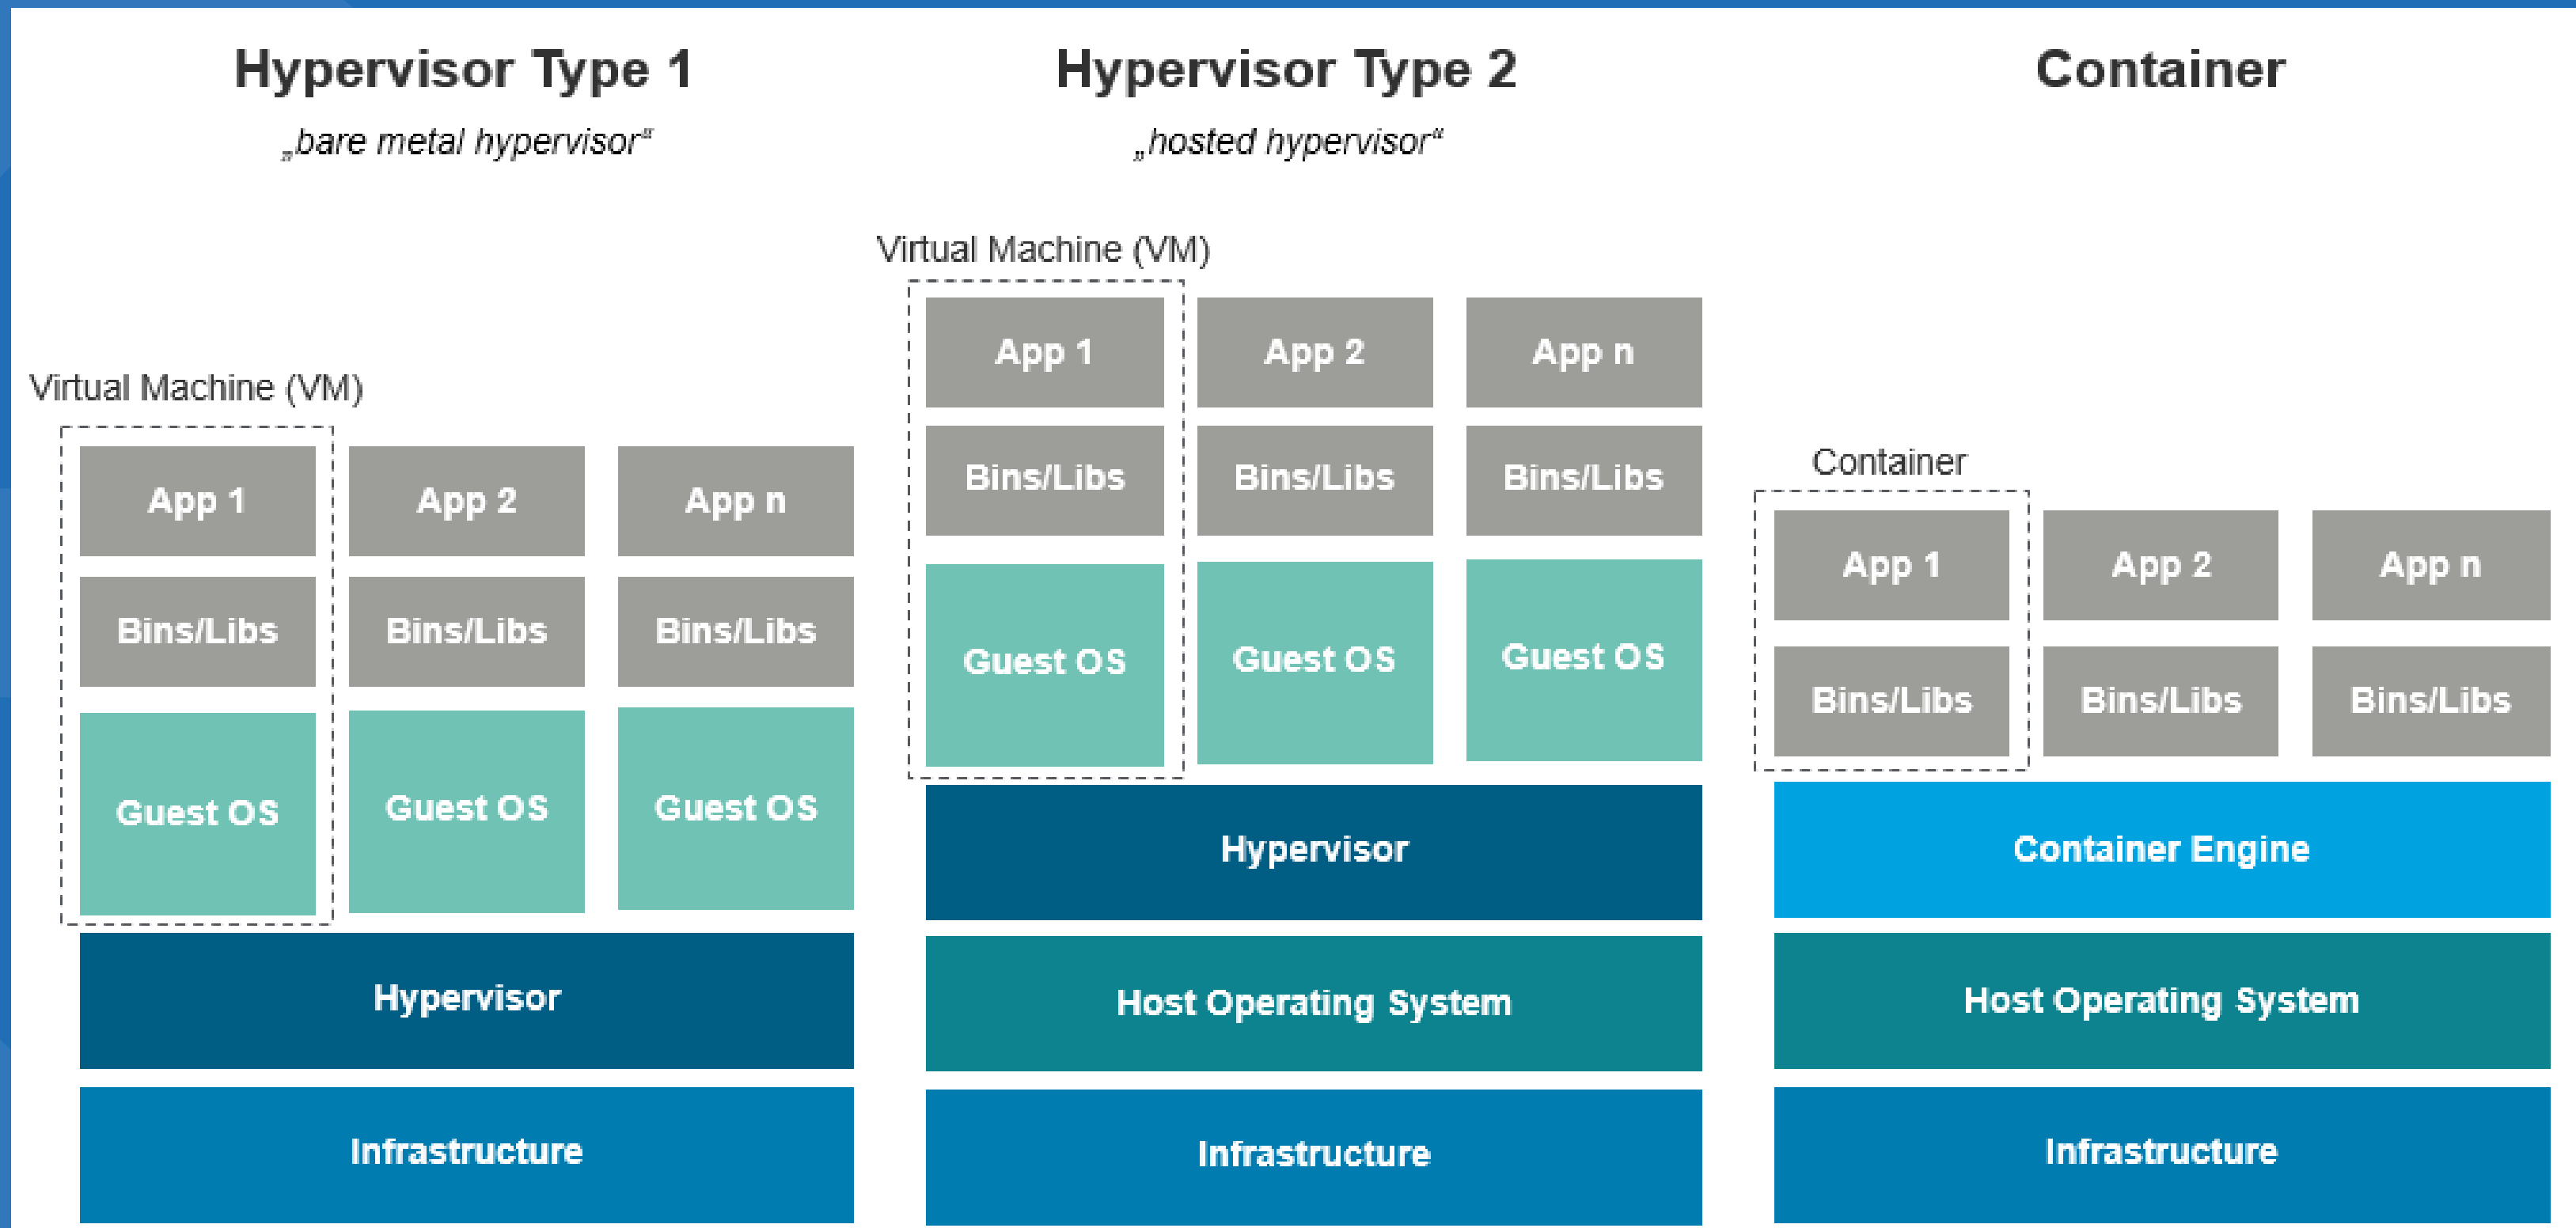 Hypervisor Type 1
„bare metal hypervisor“
Virtual Machine (VM)
App 1
App 2
App n
Bins/Libs
Bins/Libs
Bins/Libs
Guest OS
Guest OS
Guest OS
Hypervisor
Infrastructure
Hypervisor Type 2
„hosted hypervisor“
Virtual Machine (VM)
App 1
App 2
App n
Bins/Libs
Bins/Libs
Bins/Libs
Guest OS
Guest OS
Guest OS
Hypervisor
Host Operating System
Infrastructure
Container
Container
App 1
App 2
App n
Bins/Libs
Bins/Libs
Bins/Libs
Container Engine
Host Operating System
Infrastructure